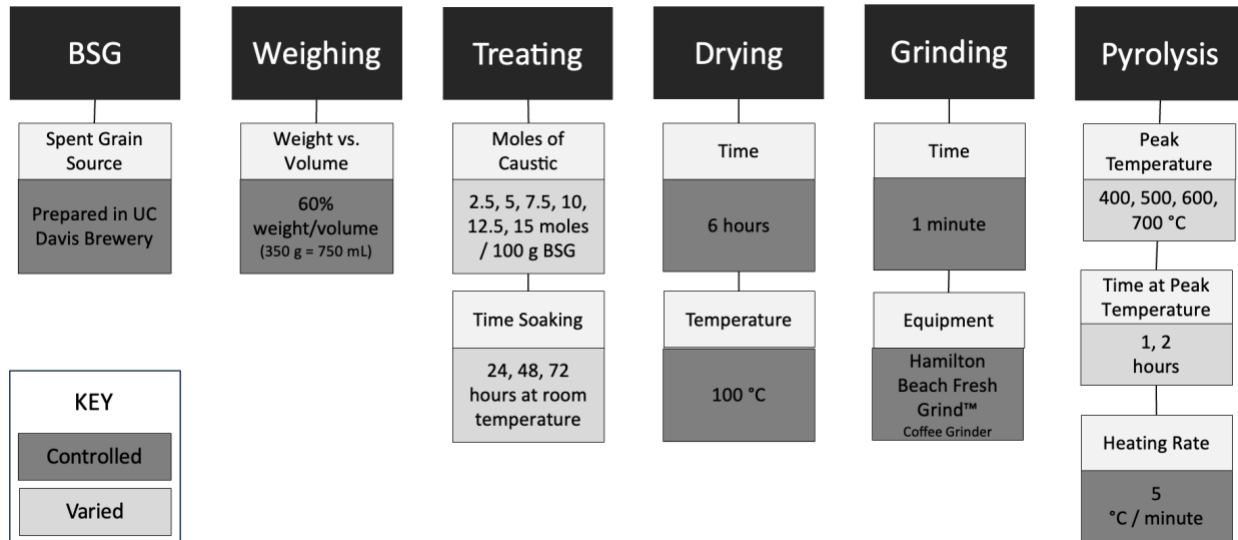 BSG
Spent Grain
Source
Prepared in UC
Davis Brewery
Weighing
Weight vs.
Volume
60%
weight/volume
(350 g = 750 mL)
Treating
Moles of
Caustic
2.5, 5, 7.5, 10,
12.5, 15 moles
/ 100 g BSG
Time Soaking
24, 48, 72
hours at room
temperature
Drying
Time
6 hours
Temperature
100 °C
Grinding
Time
1 minute
Equipment
Hamilton
Beach Fresh
Grind™
Coffee Grinder
Pyrolysis
Peak
Temperature
400, 500, 600,
700 °C
Time at Peak
Temperature
1, 2
hours
Heating Rate
5
°C / minute
KEY
Controlled
Varied